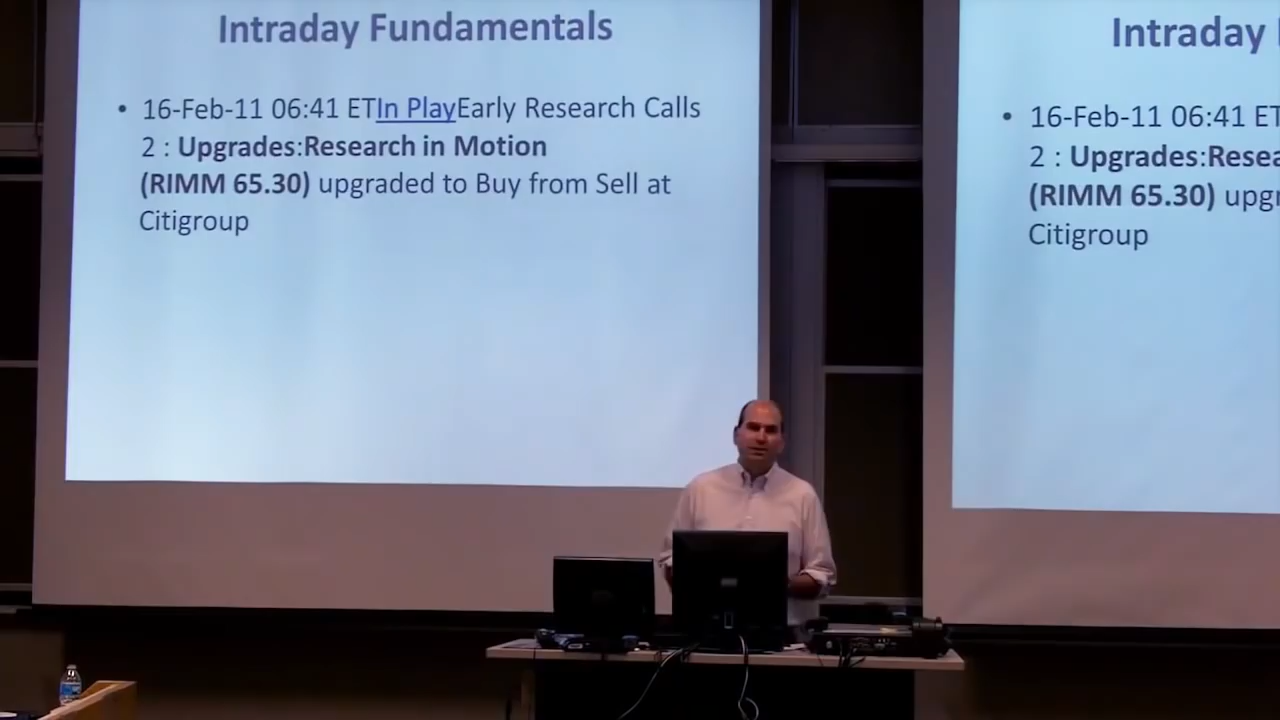 Intraday Fundamentals
• 16-Feb-11 06:41 ETIn PlayEarly Research Calls
2 : Upgrades:Research in Motion
(RIMM 65.30) upgraded to Buy from Sell at
Citigroup
Intraday
• 16-Feb-11 06:41 ET
2 : Upgrades:Resea
(RIMM 65.30) upgr
Citigroup